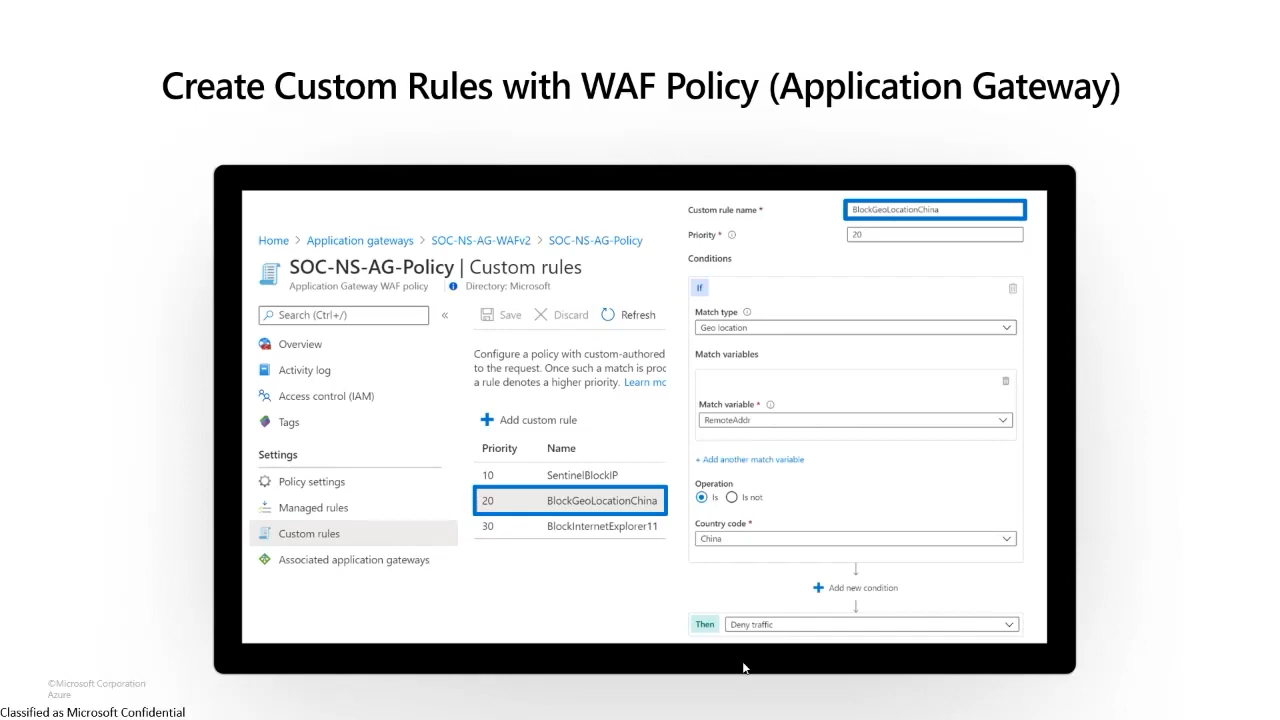 Create Custom Rules with WAF Policy (Application Gateway)
Home > Application gateways > SOC-NS-AG-WAFv2 > SOC-NS-AG-Policy
SOC-NS-AG-Policy | Custom rules
Application Gateway WAF policy
Directory: Microsoft
Search (Ctrl+/)
«
Overview
Activity log
Access control (IAM)
Tags
Settings
Policy settings
Managed rules
Custom rules
Associated application gateways
Save
Discard
Refresh
Configure a policy with custom-authored
to the request. Once such a match is proc
a rule denotes a higher priority. Learn mo
Add custom rule
Priority Name
10 SentinelBlockIP
20 BlockGeoLocationChina
30 BlockInternetExplorer11
Custom rule name * BlockGeoLocationChina
Priority * 20
Conditions
If
Match type
Geo location
Match variables
Match variable *
RemoteAddr
+ Add another match variable
Operation
Is Is not
Country code *
China
Add new condition
Then Deny traffic
©Microsoft Corporation
Azure
Classified as Microsoft Confidential